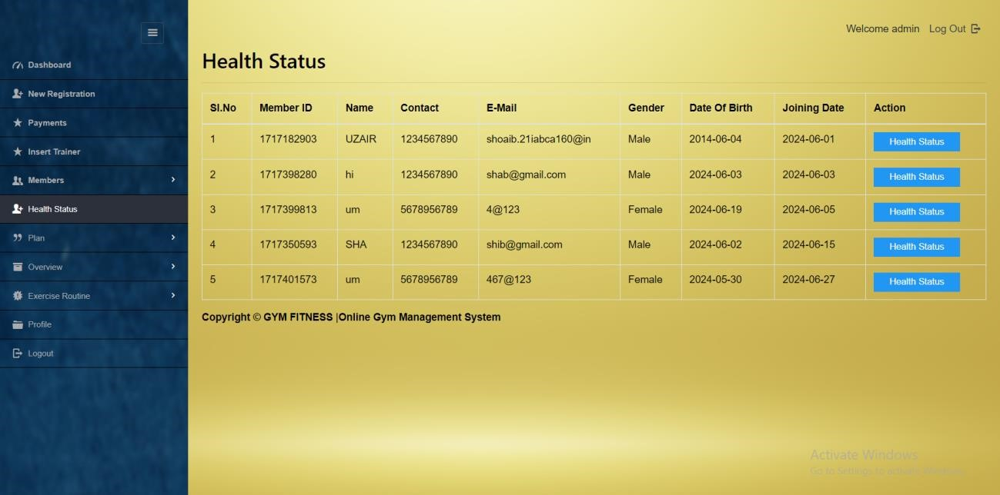 Welcome admin Log Out
Dashboard
New Registration
Payments
Insert Trainer
Members
Health Status
Plan
Overview
Exercise Routine
Profile
Logout
Health Status
Sl.No Member ID Name Contact E-Mail Gender Date Of Birth Joining Date Action
1 1717182903 UZAIR 1234567890 shoaib.21iabca160@in Male 2014-06-04 2024-06-01 Health Status
2 1717398280 hi 1234567890 shab@gmail.com Male 2024-06-03 2024-06-03 Health Status
3 1717399813 um 5678956789 4@123 Female 2024-06-19 2024-06-05 Health Status
4 1717350593 SHA 1234567890 shib@gmail.com Male 2024-06-02 2024-06-15 Health Status
5 1717401573 um 5678956789 467@123 Female 2024-05-30 2024-06-27 Health Status
Copyright © GYM FITNESS |Online Gym Management System
Activate Windows
Go to Settings to activate Windows.